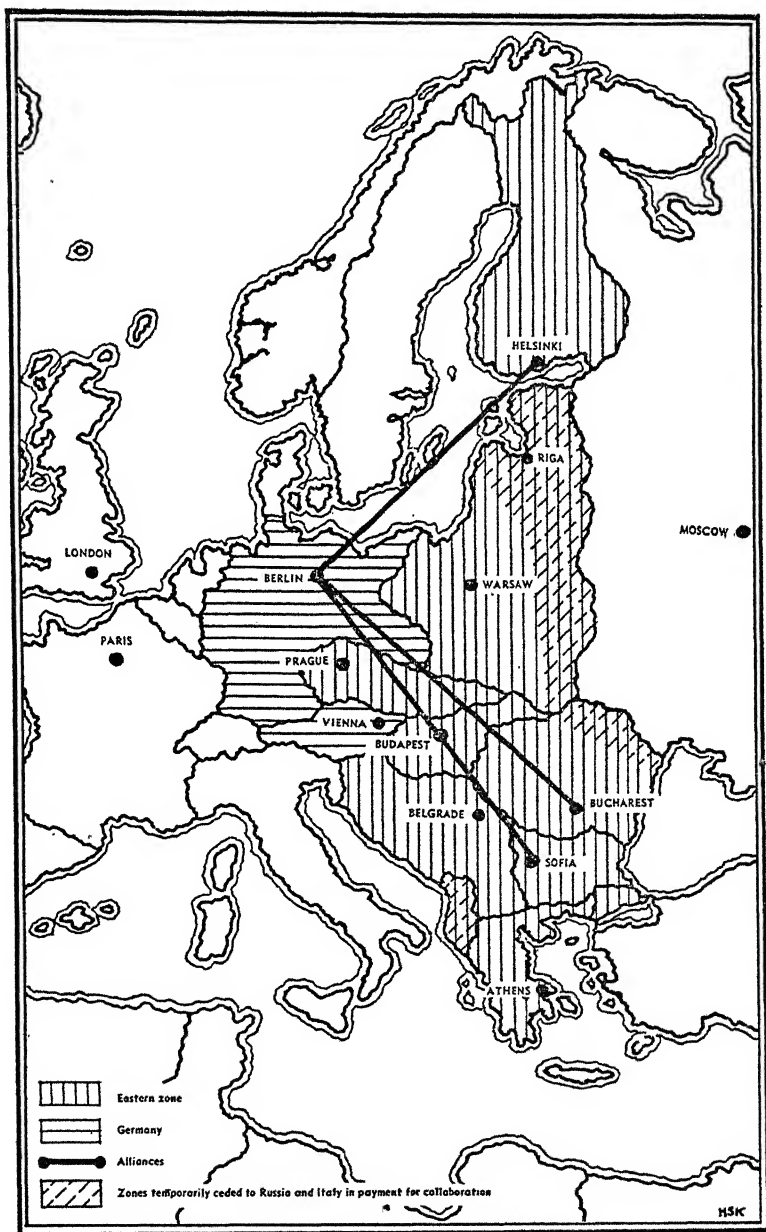 HELSINKI
RIGA
MOSCOW
LONDON
BERLIN
WARSAW
PARIS
PRAGUE
VIENNA
BUDAPEST
BELGRADE
BUCHAREST
SOFIA
ATHENS
Eastern zone
Germany
Alliances
Zones temporarily ceded to Russia and Italy in payment for collaboration
HSK